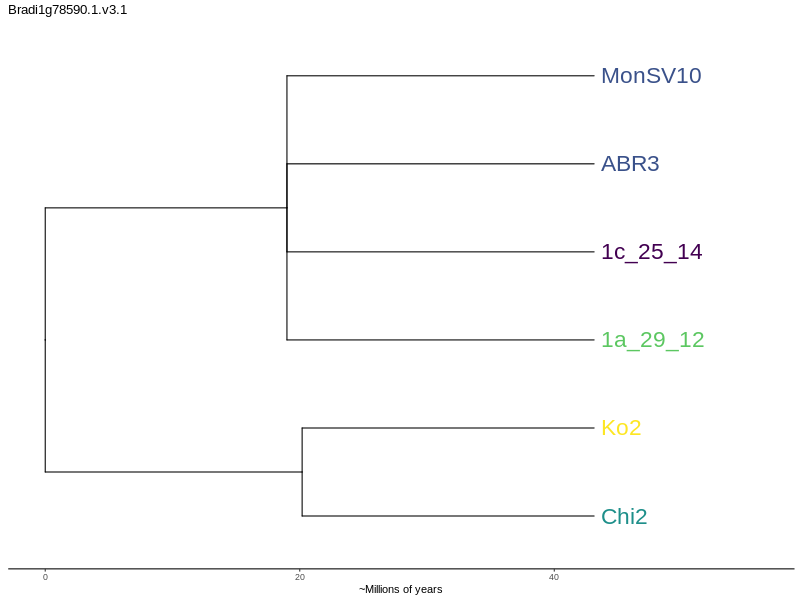 Bradi1g78590.1.v3.1
MonSV10
ABR3
1c_25_14
1a_29_12
Ko2
Chi2
0 20 40
~Millions of years